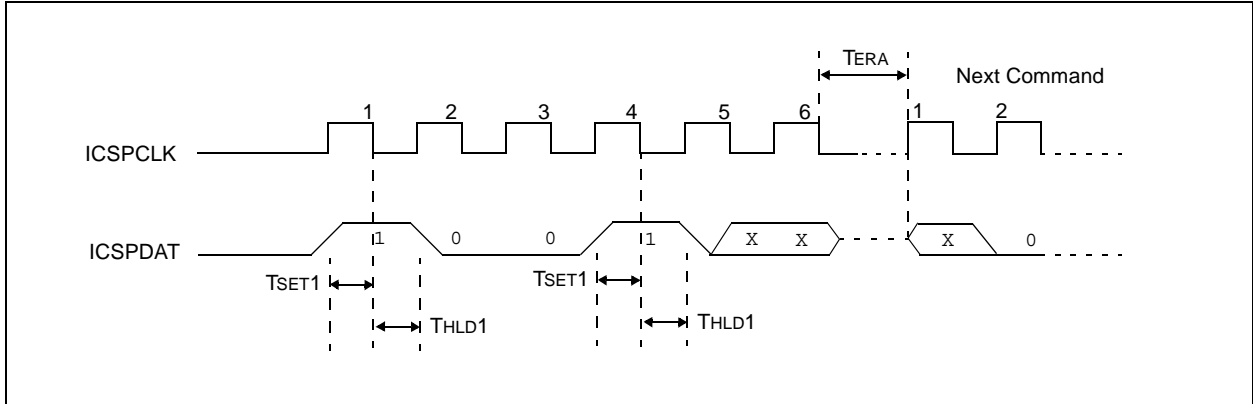 TERA
Next Command
1 2 3 4 5 6 1 2
ICSPCLK
ICSPDAT
1 0 0 1 X X X 0
TSET1 TSET1
THLD1 THLD1